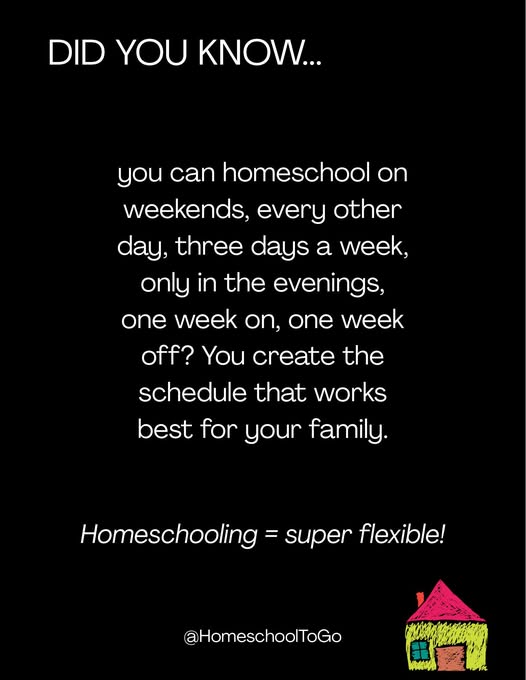 DID YOU KNOW...
you can homeschool on
weekends, every other
day, three days a week,
only in the evenings,
one week on, one week
off? You create the
schedule that works
best for your family.
Homeschooling = super flexible!
@HomeschoolToGo